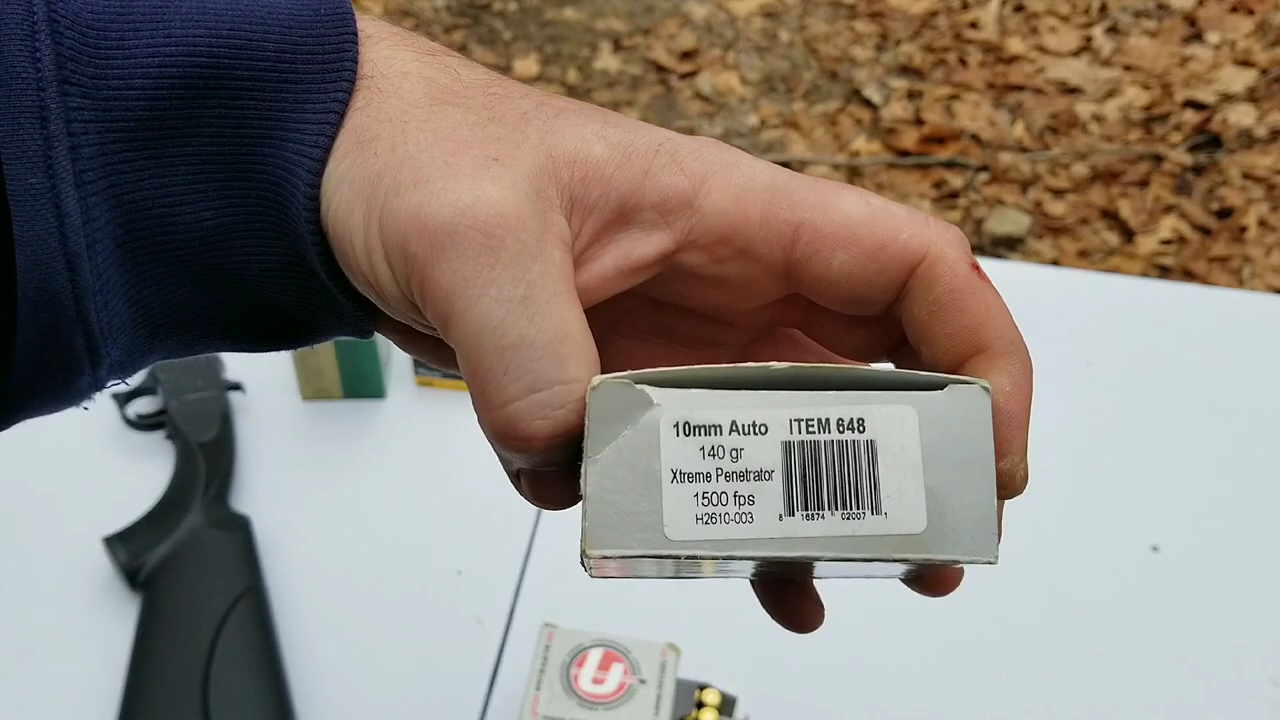 10mm Auto ITEM 648
140 gr
Xtreme Penetrator
1500 fps
H2610-003
8 16874 02007 1
U